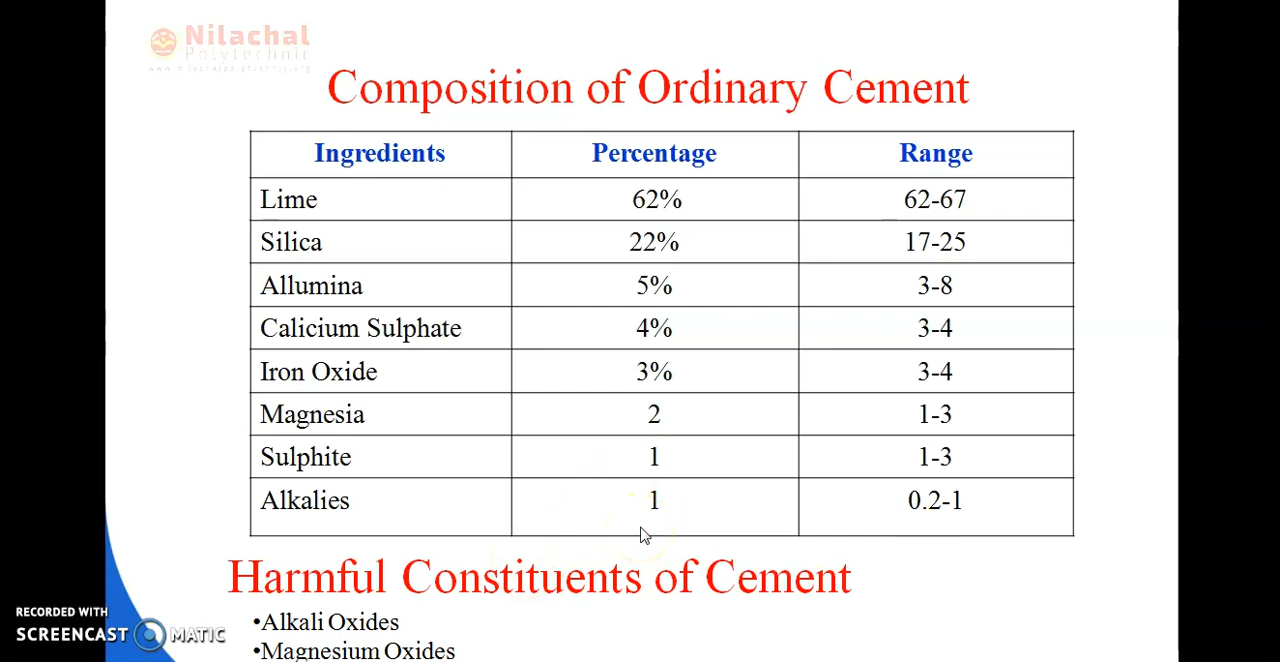 Nilachal
Polytechnic
Composition of Ordinary Cement
Ingredients Percentage Range
Lime 62% 62-67
Silica 22% 17-25
Allumina 5% 3-8
Calicium Sulphate 4% 3-4
Iron Oxide 3% 3-4
Magnesia 2 1-3
Sulphite 1 1-3
Alkalies 1 0.2-1
Harmful Constituents of Cement
•Alkali Oxides
•Magnesium Oxides
RECORDED WITH
SCREENCAST MATIC